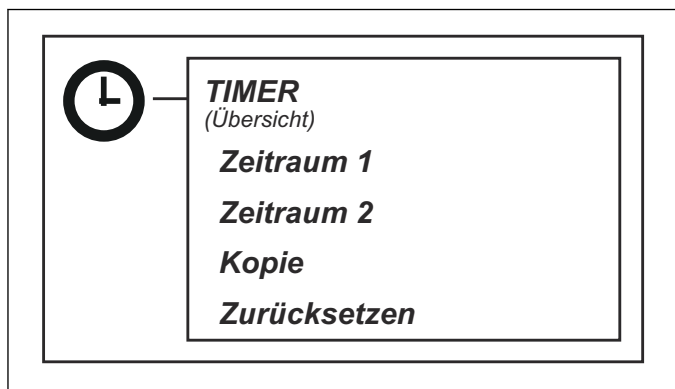 TIMER
(Übersicht)
Zeitraum 1
Zeitraum 2
Kopie
Zurücksetzen